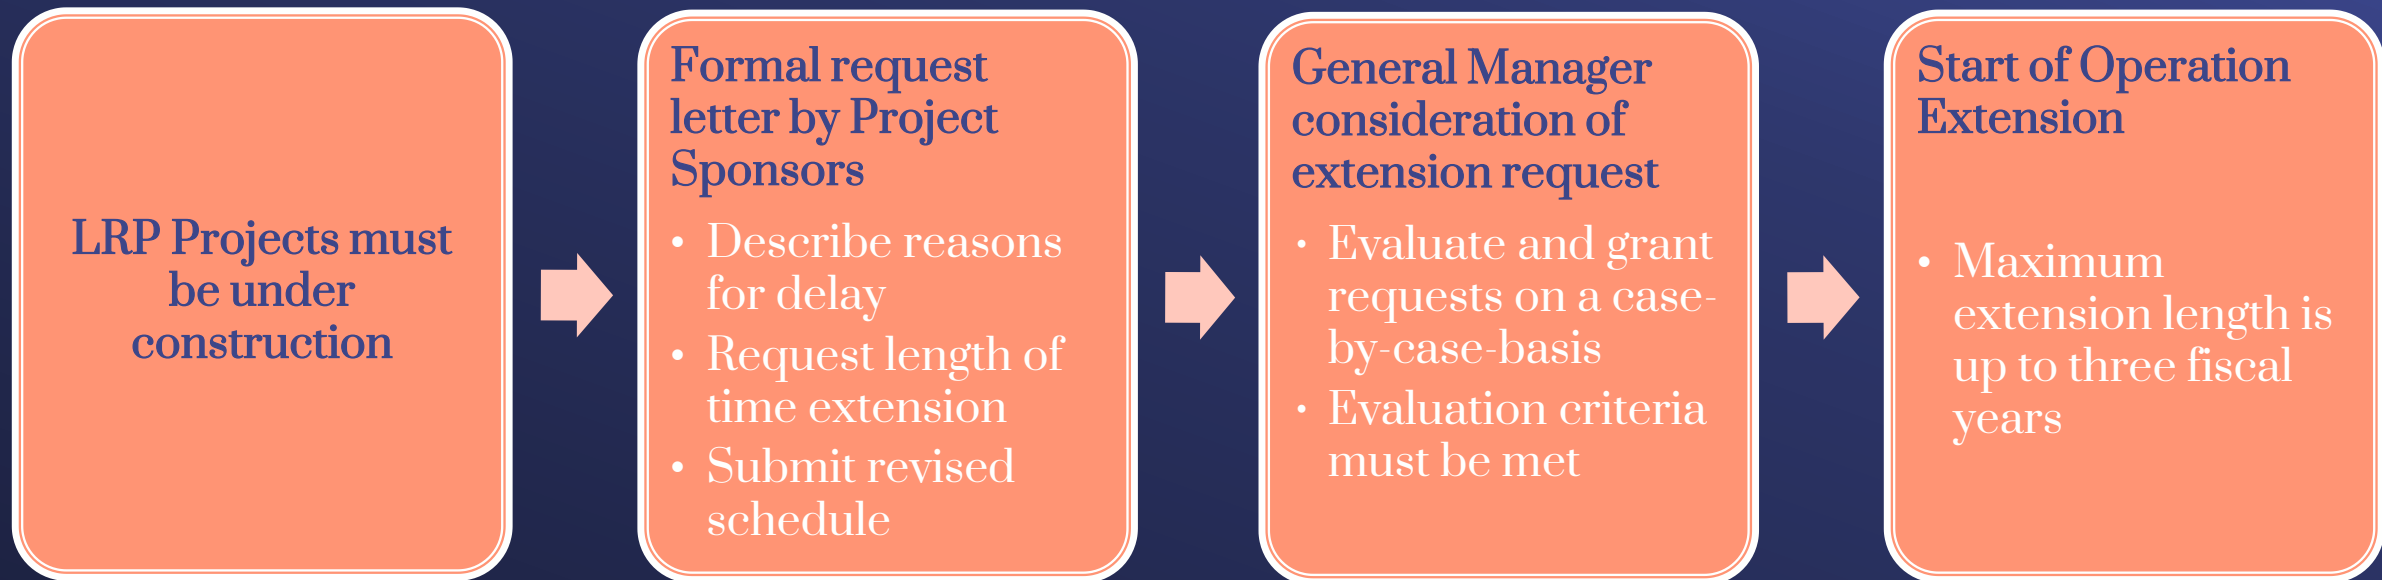 LRP Projects must
be under
construction
Formal request
letter by Project
Sponsors
• Describe reasons
for delay
• Request length of
time extension
• Submit revised
schedule
General Manager
consideration of
extension request
• Evaluate and grant
requests on a case-
by-case-basis
• Evaluation criteria
must be met
Start of Operation
Extension
• Maximum
extension length is
up to three fiscal
years